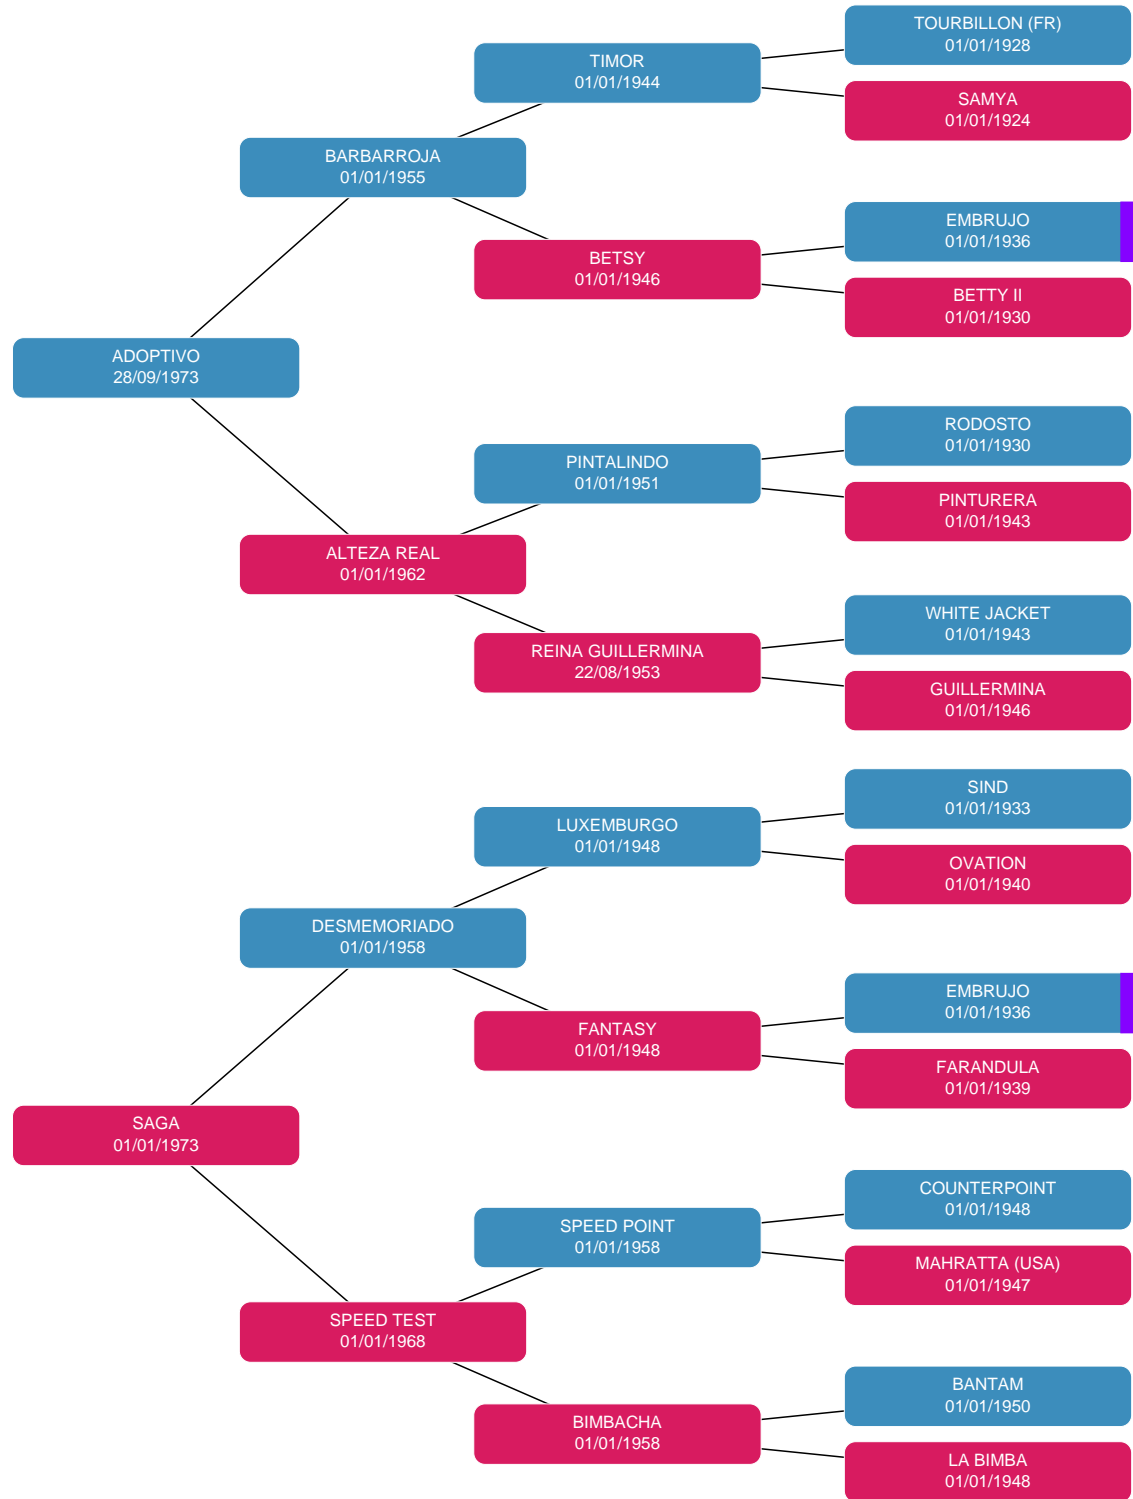 TOURBILLON (FR)
01/01/1928
TIMOR
01/01/1944
SAMYA
01/01/1924
BARBARROJA
01/01/1955
EMBRUJO
01/01/1936
BETSY
01/01/1946
BETTY II
01/01/1930
ADOPTIVO
28/09/1973
RODOSTO
01/01/1930
PINTALINDO
01/01/1951
PINTURERA
01/01/1943
ALTEZA REAL
01/01/1962
WHITE JACKET
01/01/1943
REINA GUILLERMINA
22/08/1953
GUILLERMINA
01/01/1946
SIND
01/01/1933
LUXEMBURGO
01/01/1948
OVATION
01/01/1940
DESMEMORIADO
01/01/1958
EMBRUJO
01/01/1936
FANTASY
01/01/1948
FARANDULA
01/01/1939
SAGA
01/01/1973
COUNTERPOINT
01/01/1948
SPEED POINT
01/01/1958
MAHRATTA (USA)
01/01/1947
SPEED TEST
01/01/1968
BANTAM
01/01/1950
BIMBACHA
01/01/1958
LA BIMBA
01/01/1948